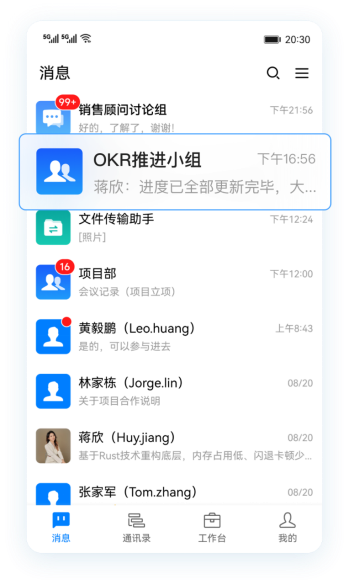 5G 5G 20:30
消息
99+
销售顾问讨论组 下午21:56
好的，了解了，谢谢！
OKR推进小组 下午16:56
蒋欣：进度已全部更新完毕，大...
文件传输助手 下午12:24
[照片]
16
项目部 下午12:00
会议记录（项目立项）
黄毅鹏（Leo.huang） 上午8:43
是的，可以参与进去
林家栋（Jorge.lin） 08/20
关于项目合作说明
蒋欣（Huy.jiang） 08/20
基于Rust技术重构底层，内存占用低、闪退卡顿少...
张家军（Tom.zhang） 08/20
消息 通讯录 工作台 我的